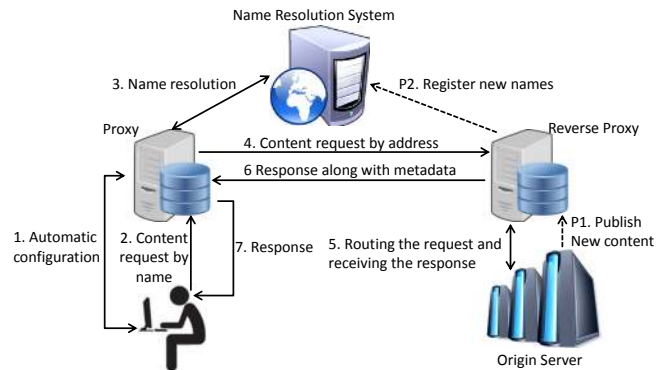 Name Resolution System
3. Name resolution
P2. Register new names
Proxy
Reverse Proxy
4. Content request by address
6 Response along with metadata
1. Automatic
configuration
2. Content
request by
name
7. Response
5. Routing the request and
receiving the response
P1. Publish
New content
Origin Server